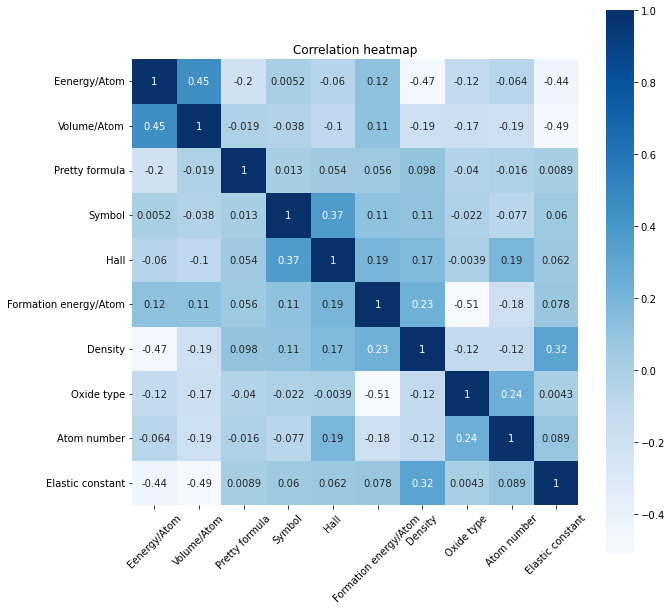 Correlation heatmap
Eenergy/Atom 1 0.45 -0.2 0.0052 -0.06 0.12 -0.47 -0.12 -0.064 -0.44
Volume/Atom 0.45 1 -0.019 -0.038 -0.1 0.11 -0.19 -0.17 -0.19 -0.49
Pretty formula -0.2 -0.019 1 0.013 0.054 0.056 0.098 -0.04 -0.016 0.0089
Symbol 0.0052 -0.038 0.013 1 0.37 0.11 0.11 -0.022 -0.077 0.06
Hall -0.06 -0.1 0.054 0.37 1 0.19 0.17 -0.0039 0.19 0.062
Formation energy/Atom 0.12 0.11 0.056 0.11 0.19 1 0.23 -0.51 -0.18 0.078
Density -0.47 -0.19 0.098 0.11 0.17 0.23 1 -0.12 -0.12 0.32
Oxide type -0.12 -0.17 -0.04 -0.022 -0.0039 -0.51 -0.12 1 0.24 0.0043
Atom number -0.064 -0.19 -0.016 -0.077 0.19 -0.18 -0.12 0.24 1 0.089
Elastic constant -0.44 -0.49 0.0089 0.06 0.062 0.078 0.32 0.0043 0.089 1
Eenergy/Atom Volume/Atom Pretty formula Symbol Hall Formation energy/Atom Density Oxide type Atom number Elastic constant
1.0
0.8
0.6
0.4
0.2
0.0
−0.2
−0.4